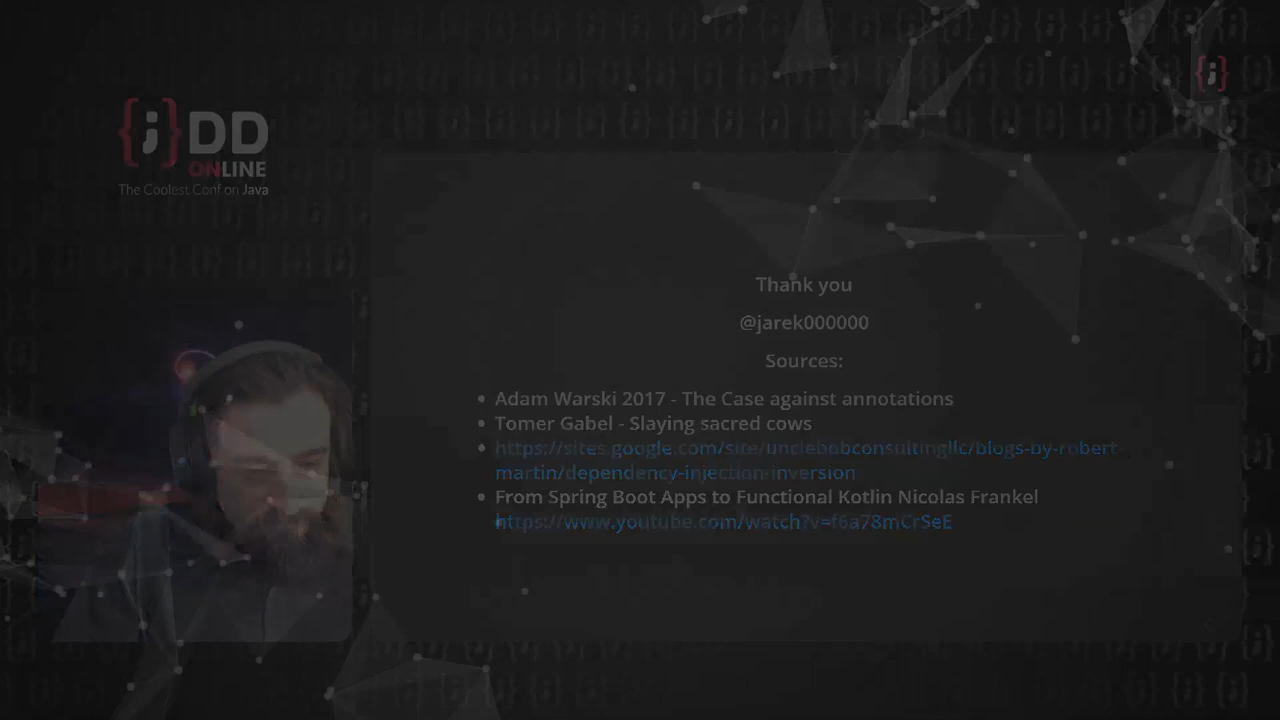 {;} DD
ONLINE
The Coolest Conf on Java
{;}
Thank you
@jarek000000
Sources:
• Adam Warski 2017 - The Case against annotations
• Tomer Gabel - Slaying sacred cows
• https://sites.google.com/site/unclebobconsultingllc/blogs-by-robert
martin/dependency-injection-inversion
• From Spring Boot Apps to Functional Kotlin Nicolas Frankel
https://www.youtube.com/watch?v=f6a78mCrSeE